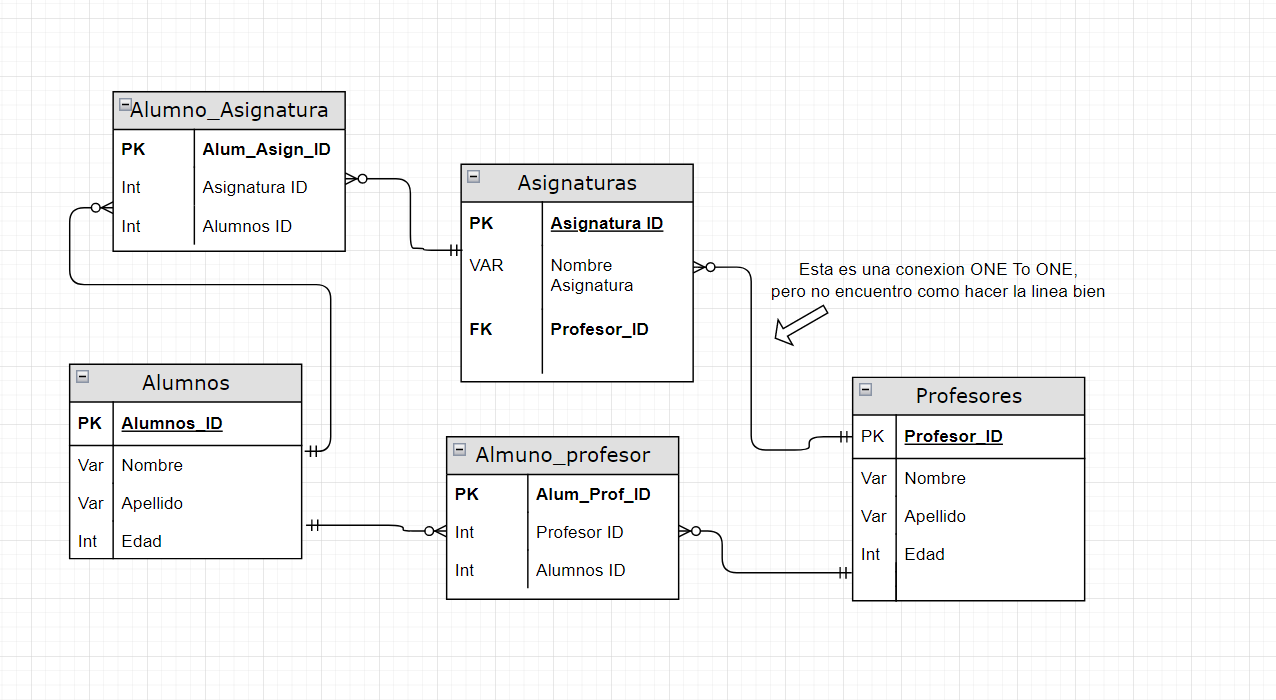 Alumno_Asignatura
PK Alum_Asign_ID
Int Asignatura ID
Int Alumnos ID
Asignaturas
PK Asignatura ID
VAR Nombre
Asignatura
FK Profesor_ID
Esta es una conexion ONE To ONE,
pero no encuentro como hacer la linea bien
Alumnos
PK Alumnos_ID
Var Nombre
Var Apellido
Int Edad
Almuno_profesor
PK Alum_Prof_ID
Int Profesor ID
Int Alumnos ID
Profesores
PK Profesor_ID
Var Nombre
Var Apellido
Int Edad